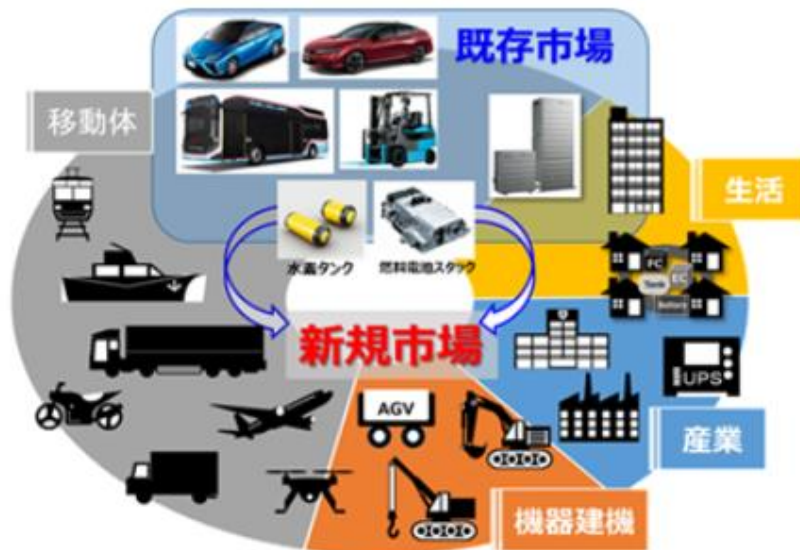 既存市場
移動体
生活
水素タンク
燃料電池スタック
FC
EC
Tank
Battery
新規市場
UPS
AGV
産業
機器建機